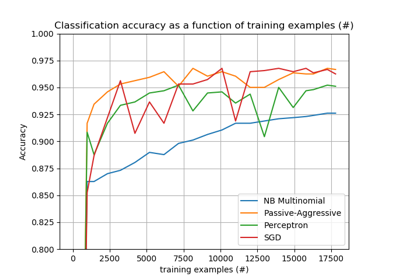 Classification accuracy as a function of training examples (#)
1.000
0.975
0.950
0.925
0.900
0.875
0.850
0.825
0.800
Accuracy
0
2500
5000
7500
10000
12500
15000
17500
training examples (#)
NB Multinomial
Passive-Aggressive
Perceptron
SGD